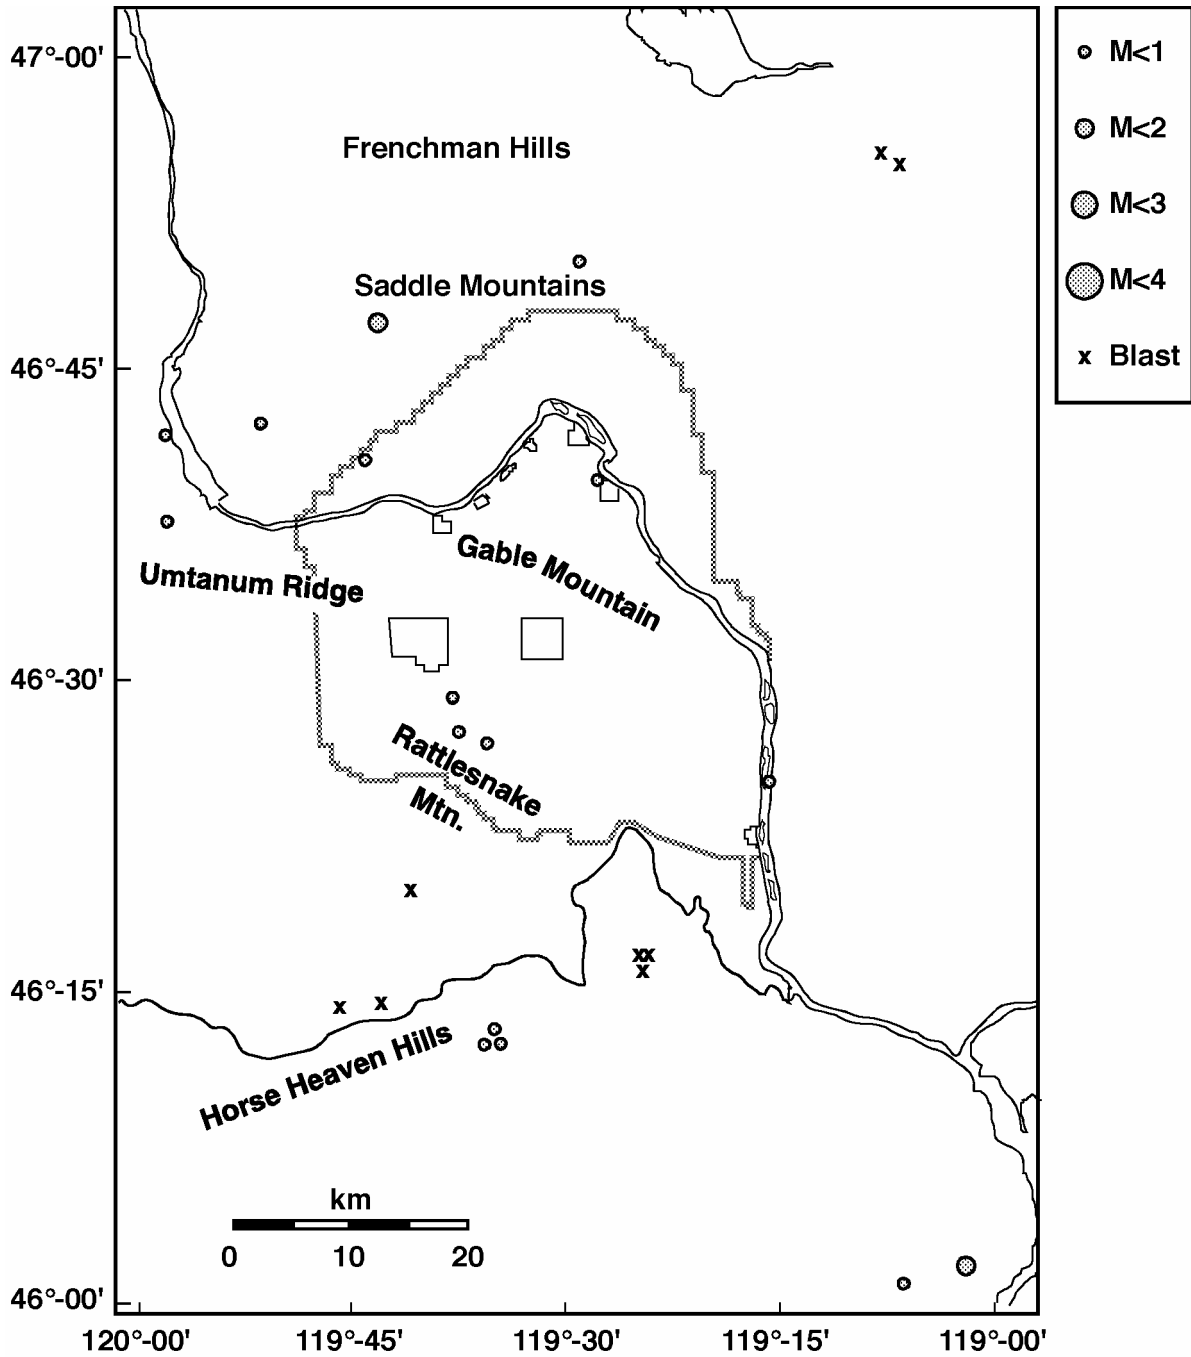 47°-00'
M<1
M<2
Frenchman Hills
x
x
M<3
Saddle Mountains
M<4
x Blast
46°-45'
Gable Mountain
Umtanum Ridge
46°-30'
Rattlesnake
Mtn.
x
xx
x
46°-15'
x x
Horse Heaven Hills
km
0 10 20
46°-00'
120°-00' 119°-45' 119°-30' 119°-15' 119°-00'